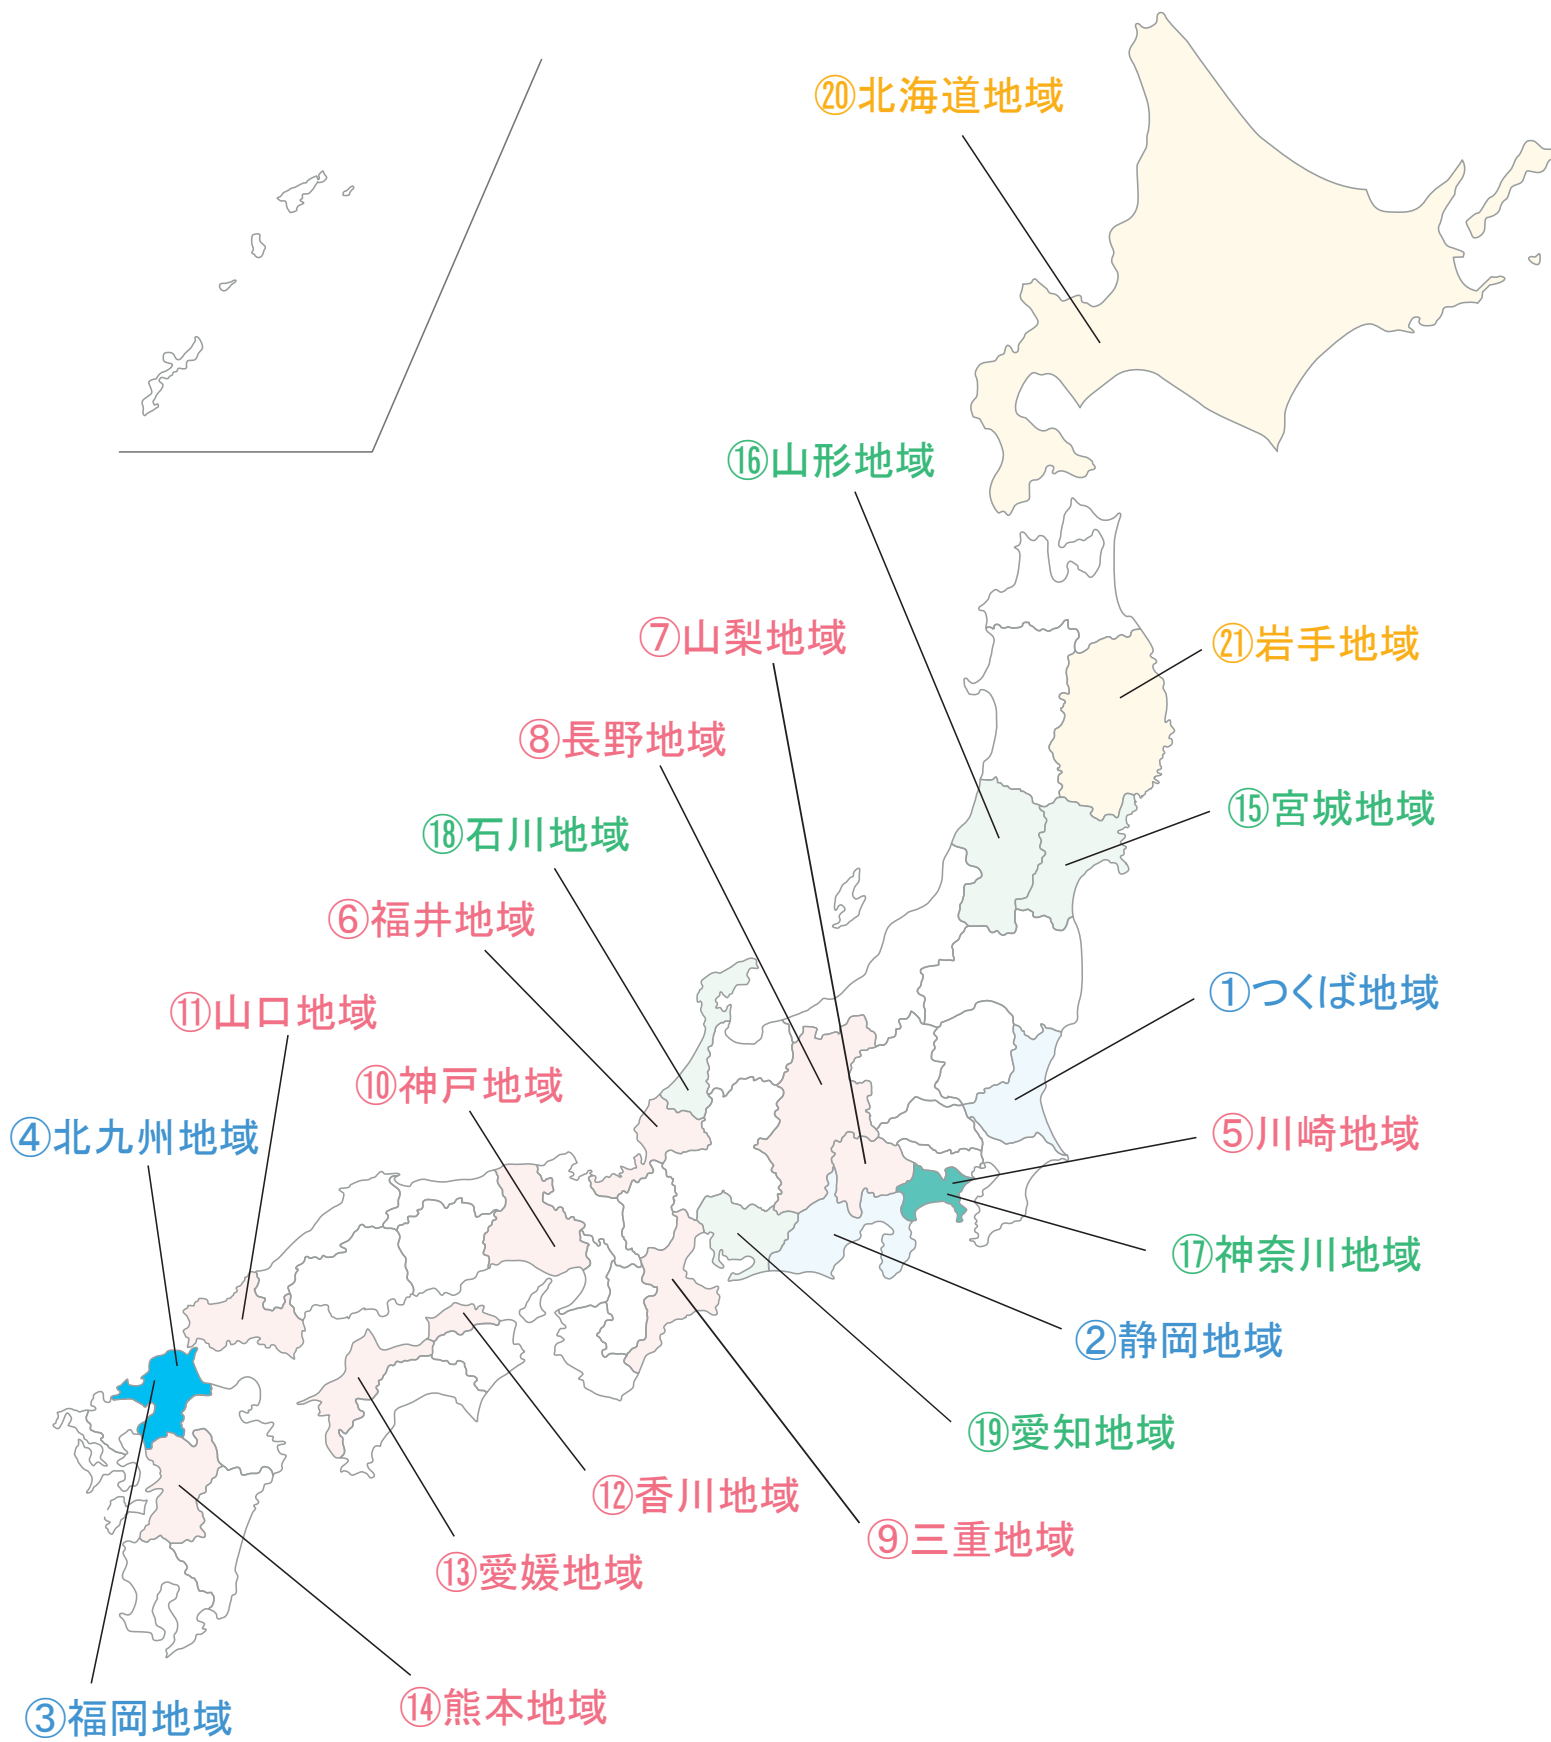 ⑳北海道地域
⑯山形地域
⑦山梨地域
㉑岩手地域
⑧長野地域
⑮宮城地域
⑱石川地域
⑥福井地域
①つくば地域
⑪山口地域
⑩神戸地域
④北九州地域
⑤川崎地域
⑰神奈川地域
②静岡地域
⑲愛知地域
⑫香川地域
⑨三重地域
⑬愛媛地域
⑭熊本地域
③福岡地域